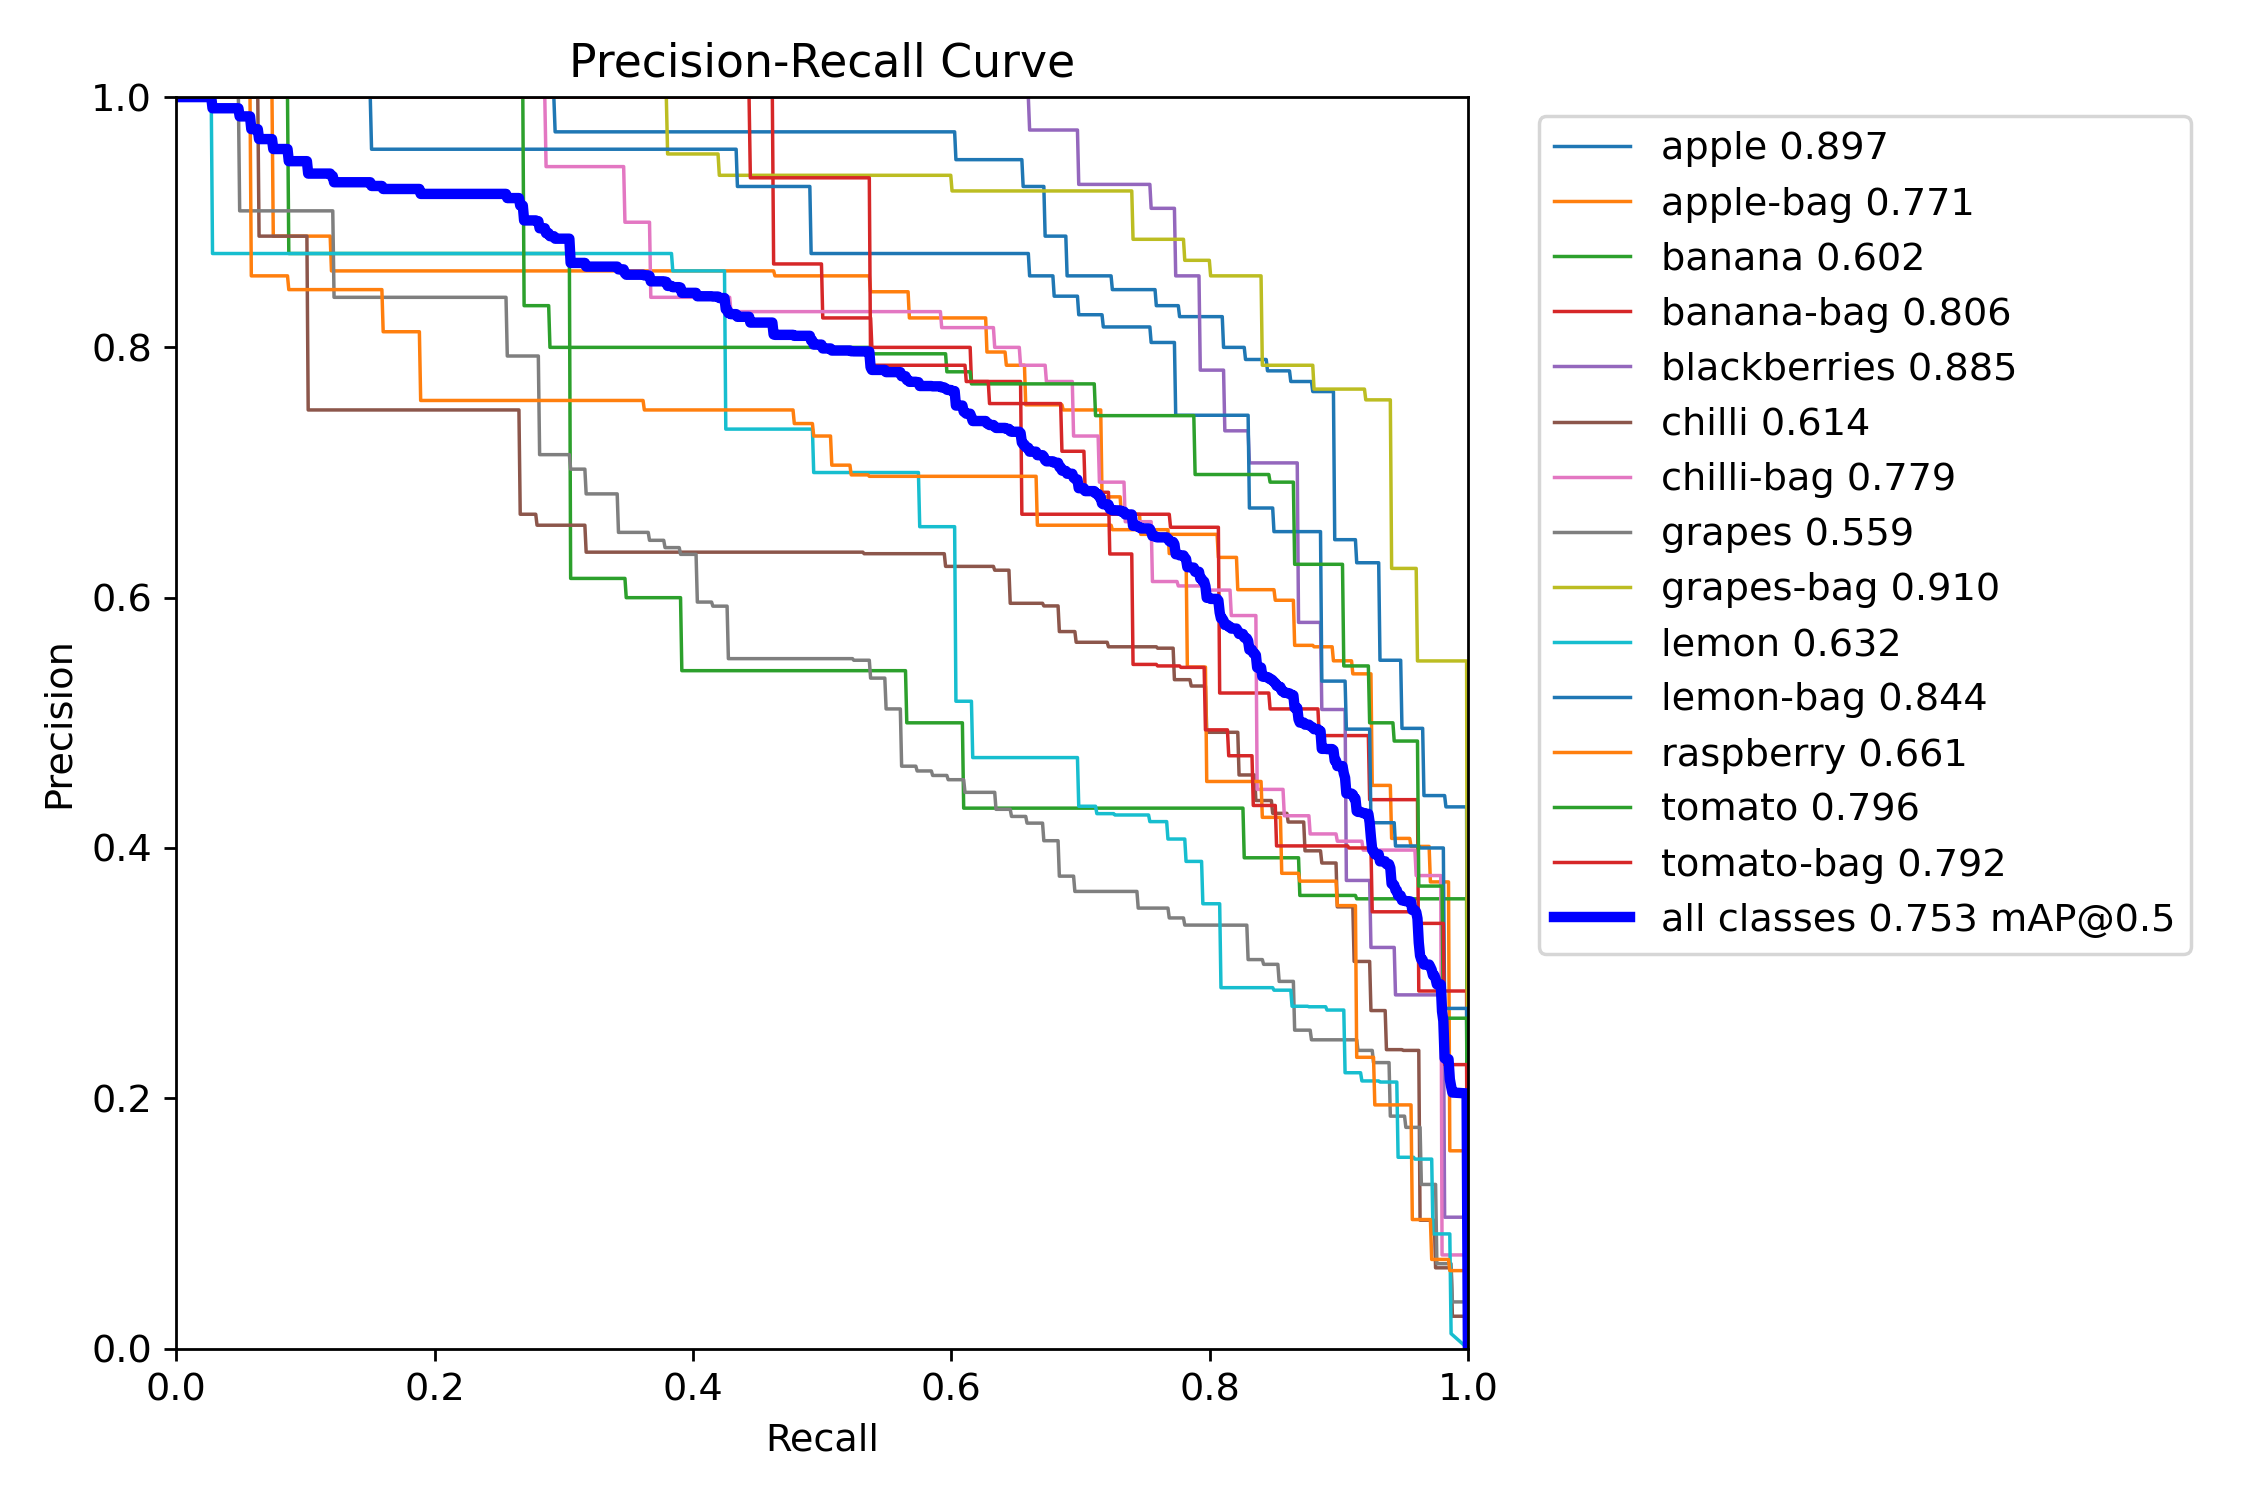 Precision-Recall Curve
1.0
0.8
0.6
0.4
0.2
0.0
Precision
0.0 0.2 0.4 0.6 0.8 1.0
Recall
apple 0.897
apple-bag 0.771
banana 0.602
banana-bag 0.806
blackberries 0.885
chilli 0.614
chilli-bag 0.779
grapes 0.559
grapes-bag 0.910
lemon 0.632
lemon-bag 0.844
raspberry 0.661
tomato 0.796
tomato-bag 0.792
all classes 0.753 mAP@0.5